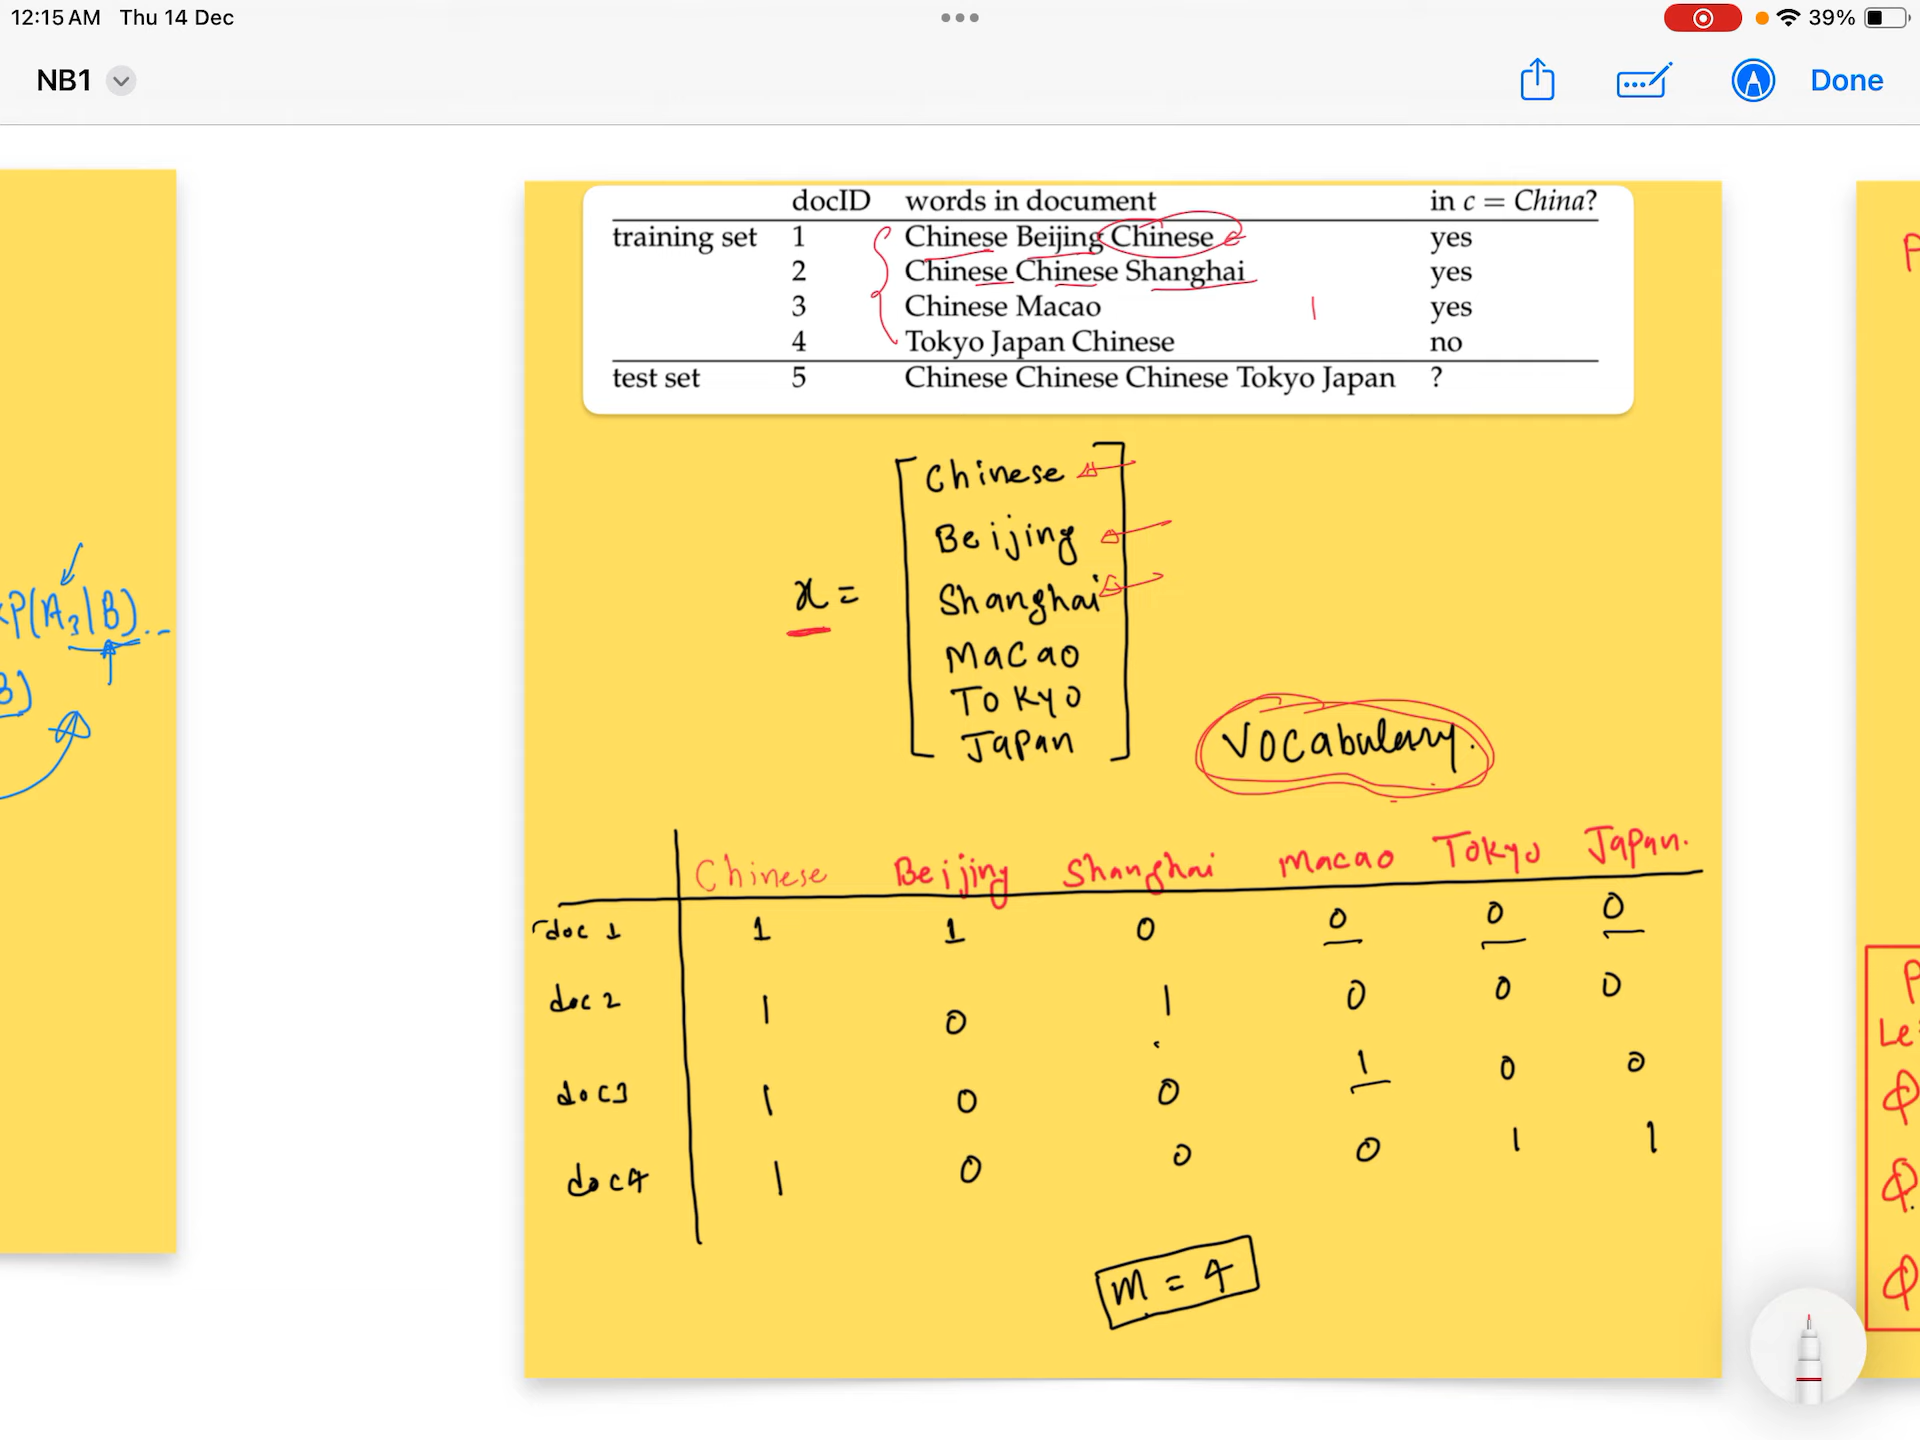 12:15 AM Thu 14 Dec
39%
NB1
Done
docID words in document in c = China?
training set 1 Chinese Beijing Chinese yes
2 Chinese Chinese Shanghai yes
3 Chinese Macao yes
4 Tokyo Japan Chinese no
test set 5 Chinese Chinese Chinese Tokyo Japan ?
x =
Chinese
Beijing
Shanghai
Macao
Tokyo
Japan
Vocabulary.
P(A₃|B)...
B)
Chinese Beijing Shanghai Macao Tokyo Japan.
doc 1 1 1 0 0 0 0
doc 2 1 0 1 0 0 0
doc3 1 0 0 1 0 0
doc4 1 0 0 0 1 1
m = 4
P
P
Le